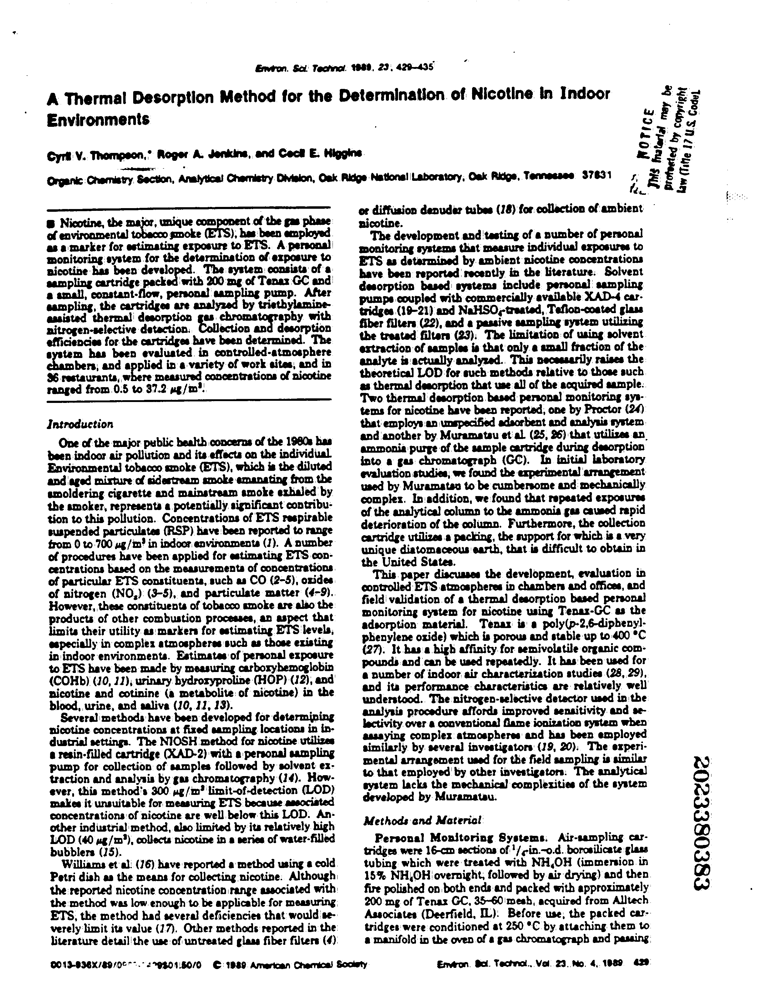 Environ. Sci. Technol. 1989, 23, 429-435
A Thermal Desorption Method for the Determination of Nicotine in Indoor
Environments
Cyril V. Thompson,* Roger A. Jenkins, and Cecil E. Higgins
Organic Chemistry Section, Analytical Chemistry Division, Oak Ridge National Laboratory, Oak Ridge, Tennessee 37831
NOTICE
This material may be
protected by copyright
law (Title 17 U.S. Code).
■ Nicotine, the major, unique component of the gas phase
of environmental tobacco smoke (ETS), has been employed
as a marker for estimating exposure to ETS. A personal
monitoring system for the determination of exposure to
nicotine has been developed. The system consists of a
sampling cartridge packed with 200 mg of Tenax GC and
a small, constant-flow, personal sampling pump. After
sampling, the cartridges are analyzed by triethylamine-
assisted thermal desorption gas chromatography with
nitrogen-selective detection. Collection and desorption
efficiencies for the cartridges have been determined. The
system has been evaluated in controlled-atmosphere
chambers, and applied in a variety of work sites, and in
36 restaurants, where measured concentrations of nicotine
ranged from 0.5 to 37.2 μg/m³.
Introduction
One of the major public health concerns of the 1980s has
been indoor air pollution and its effects on the individual.
Environmental tobacco smoke (ETS), which is the diluted
and aged mixture of sidestream smoke emanating from the
smoldering cigarette and mainstream smoke exhaled by
the smoker, represents a potentially significant contribu-
tion to this pollution. Concentrations of ETS respirable
suspended particulates (RSP) have been reported to range
from 0 to 700 μg/m³ in indoor environments (1). A number
of procedures have been applied for estimating ETS con-
centrations based on the measurements of concentrations
of particular ETS constituents, such as CO (2-5), oxides
of nitrogen (NOx) (3-5), and particulate matter (4-9).
However, these constituents of tobacco smoke are also the
products of other combustion processes, an aspect that
limits their utility as markers for estimating ETS levels,
especially in complex atmospheres such as those existing
in indoor environments. Estimates of personal exposure
to ETS have been made by measuring carboxyhemoglobin
(COHb) (10, 11), urinary hydroxyproline (HOP) (12), and
nicotine and cotinine (a metabolite of nicotine) in the
blood, urine, and saliva (10, 11, 13).
Several methods have been developed for determining
nicotine concentrations at fixed sampling locations in in-
dustrial settings. The NIOSH method for nicotine utilizes
a resin-filled cartridge (XAD-2) with a personal sampling
pump for collection of samples followed by solvent ex-
traction and analysis by gas chromatography (14). How-
ever, this method's 300 μg/m³ limit-of-detection (LOD)
makes it unsuitable for measuring ETS because associated
concentrations of nicotine are well below this LOD. An-
other industrial method, also limited by its relatively high
LOD (40 μg/m³), collects nicotine in a series of water-filled
bubblers (15).
Williams et al. (16) have reported a method using a cold
Petri dish as the means for collecting nicotine. Although
the reported nicotine concentration range associated with
the method was low enough to be applicable for measuring
ETS, the method had several deficiencies that would se-
verely limit its value (17). Other methods reported in the
literature detail the use of untreated glass fiber filters (4)
or diffusion denuder tubes (18) for collection of ambient
nicotine.
The development and testing of a number of personal
monitoring systems that measure individual exposures to
ETS as determined by ambient nicotine concentrations
have been reported recently in the literature. Solvent
desorption based systems include personal sampling
pumps coupled with commercially available XAD-4 car-
tridges (19-21) and NaHSO₄-treated, Teflon-coated glass
fiber filters (22), and a passive sampling system utilizing
the treated filters (23). The limitation of using solvent
extraction of samples is that only a small fraction of the
analyte is actually analyzed. This necessarily raises the
theoretical LOD for such methods relative to those such
as thermal desorption that use all of the acquired sample.
Two thermal desorption based personal monitoring sys-
tems for nicotine have been reported, one by Proctor (24)
that employs an unspecified adsorbent and analysis system
and another by Muramatsu et al. (25, 26) that utilizes an
ammonia purge of the sample cartridge during desorption
into a gas chromatograph (GC). In initial laboratory
evaluation studies, we found the experimental arrangement
used by Muramatsu to be cumbersome and mechanically
complex. In addition, we found that repeated exposures
of the analytical column to the ammonia gas caused rapid
deterioration of the column. Furthermore, the collection
cartridge utilizes a packing, the support for which is a very
unique diatomaceous earth, that is difficult to obtain in
the United States.
This paper discusses the development, evaluation in
controlled ETS atmospheres in chambers and offices, and
field validation of a thermal desorption based personal
monitoring system for nicotine using Tenax-GC as the
adsorption material. Tenax is a poly(p-2,6-diphenyl-
phenylene oxide) which is porous and stable up to 400 °C
(27). It has a high affinity for semivolatile organic com-
pounds and can be used repeatedly. It has been used for
a number of indoor air characterization studies (28, 29),
and its performance characteristics are relatively well
understood. The nitrogen-selective detector used in the
analysis procedure affords improved sensitivity and se-
lectivity over a conventional flame ionization system when
assaying complex atmospheres and has been employed
similarly by several investigators (19, 20). The experi-
mental arrangement used for the field sampling is similar
to that employed by other investigators. The analytical
system lacks the mechanical complexities of the system
developed by Muramatsu.
Methods and Material
Personal Monitoring Systems. Air-sampling car-
tridges were 16-cm sections of ¹/₄-in.-o.d. borosilicate glass
tubing which were treated with NH₄OH (immersion in
15% NH₄OH overnight, followed by air drying) and then
fire polished on both ends and packed with approximately
200 mg of Tenax GC, 35-60 mesh, acquired from Alltech
Associates (Deerfield, IL). Before use, the packed car-
tridges were conditioned at 250 °C by attaching them to
a manifold in the oven of a gas chromatograph and passing
2023380383
© 1989 American Chemical Society
Environ. Sci. Technol., Vol. 23, No. 4, 1989 429